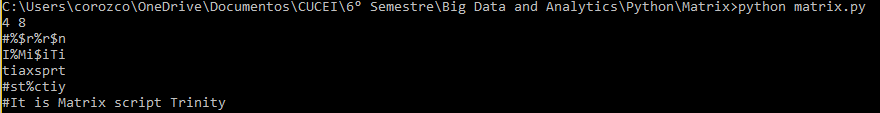 C:\Users\corozco\OneDrive\Documentos\CUCEI\6º Semestre\Big Data and Analytics\Python\Matrix>python matrix.py
4 8
#%$r%r$n
I%Mi$iTi
tiaxsprt
#st%ctiy
#It is Matrix script Trinity